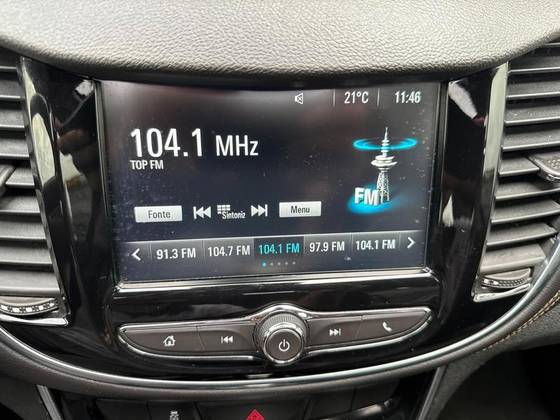 21°C 11:46
104.1 MHz
TOP FM
FM
Fonte Sintoniz Menu
91.3 FM 104.7 FM 104.1 FM 97.9 FM 104.1 FM